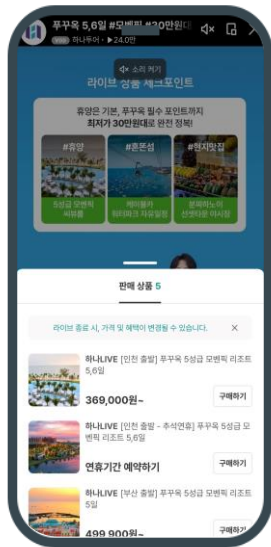 푸꾸옥 5,6일 #모벤픽 #30만원대
하나투어 · ▶24.0만
소리 켜기
라이브 상품 체크포인트
휴양은 기본, 푸꾸옥 필수 포인트까지
최저가 30만원대로 완전 정복!
#휴양
#혼똔섬
#현지맛집
5성급 모벤픽
씨뷰룸
케이블카
워터파크 자유일정
분짜하노이
선셋타운 야시장
판매 상품 5
라이브 종료 시, 가격 및 혜택이 변경될 수 있습니다.
하나LIVE [인천 출발] 푸꾸옥 5성급 모벤픽 리조트
5,6일
369,000원~
구매하기
하나LIVE [인천 출발 - 추석연휴] 푸꾸옥 5성급 모
벤픽 리조트 5,6일
연휴기간 예약하기
구매하기
하나LIVE [부산 출발] 푸꾸옥 5성급 모벤픽 리조트
5일
499,900원~
구매하기